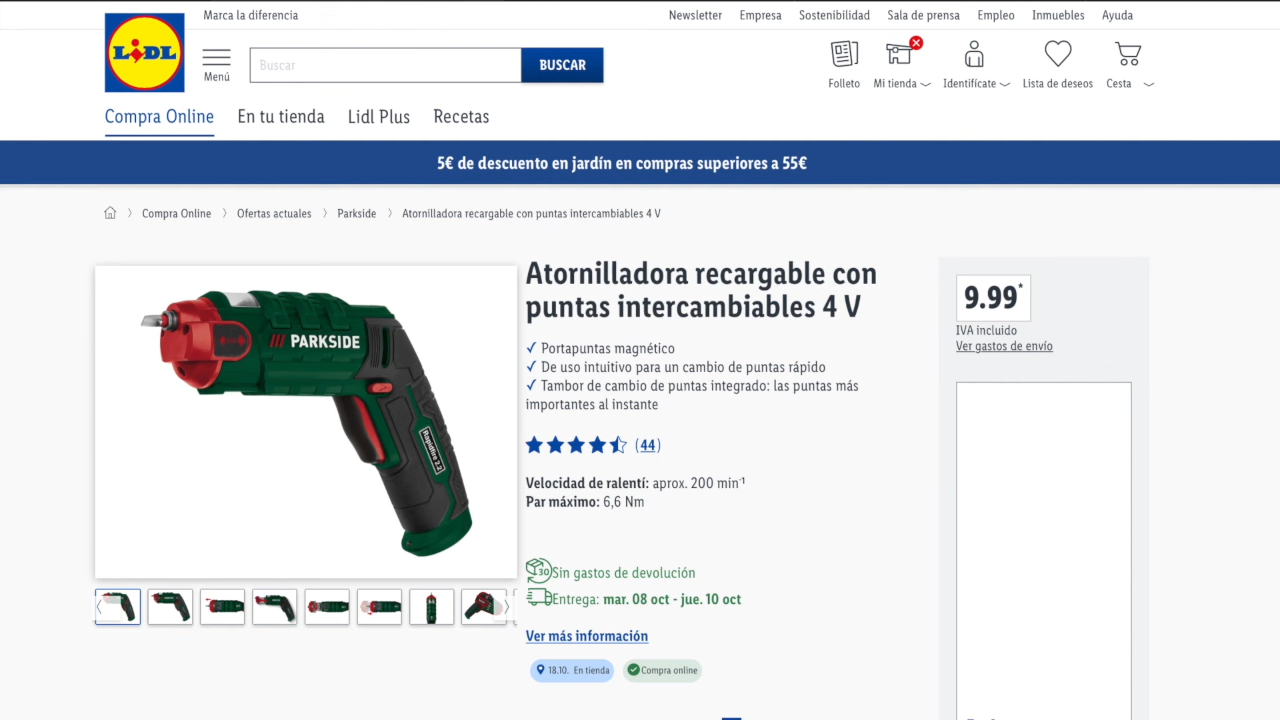 Marca la diferencia
Newsletter Empresa Sostenibilidad Sala de prensa Empleo Inmuebles Ayuda
LIDL
Menú
Buscar
BUSCAR
Folleto Mi tienda Identifícate Lista de deseos Cesta
Compra Online En tu tienda Lidl Plus Recetas
5€ de descuento en jardín en compras superiores a 55€
Compra Online Ofertas actuales Parkside Atornilladora recargable con puntas intercambiables 4 V
PARKSIDE
Rapidfire 2.2
Atornilladora recargable con
puntas intercambiables 4 V
✓ Portapuntas magnético
✓ De uso intuitivo para un cambio de puntas rápido
✓ Tambor de cambio de puntas integrado: las puntas más
importantes al instante
(44)
Velocidad de ralentí: aprox. 200 min⁻¹
Par máximo: 6,6 Nm
30 Sin gastos de devolución
Entrega: mar. 08 oct - jue. 10 oct
Ver más información
18.10. En tienda Compra online
9.99*
IVA incluido
Ver gastos de envío